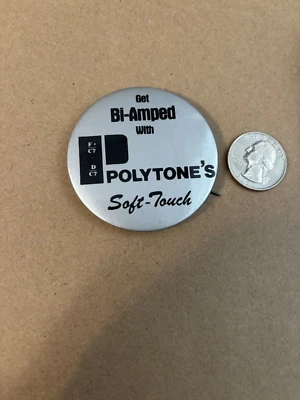 Get
Bi-Amped
With
POLYTONE'S
Soft-Touch